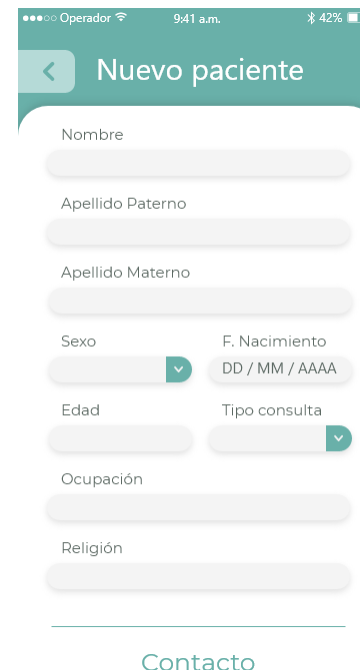 Operador 9:41 a.m. 42%
Nuevo paciente
Nombre
Apellido Paterno
Apellido Materno
Sexo F. Nacimiento
DD / MM / AAAA
Edad Tipo consulta
Ocupación
Religión
Contacto